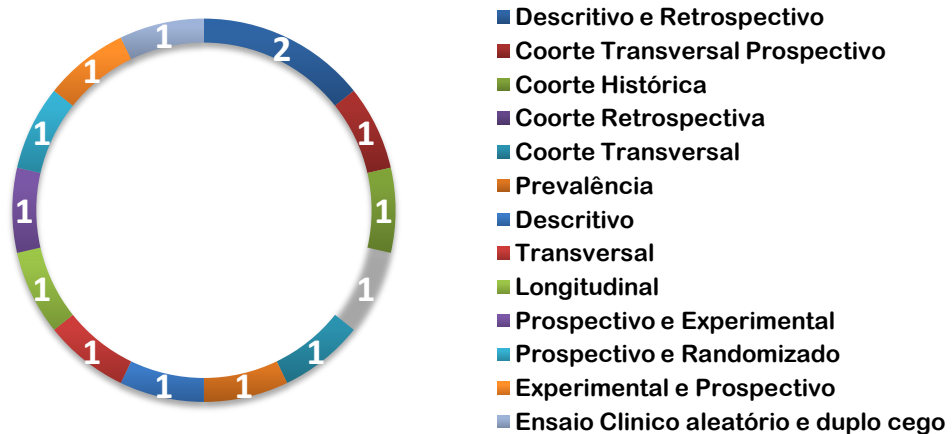 Descritivo e Retrospectivo
Coorte Transversal Prospectivo
Coorte Histórica
Coorte Retrospectiva
Coorte Transversal
Prevalência
Descritivo
Transversal
Longitudinal
Prospectivo e Experimental
Prospectivo e Randomizado
Experimental e Prospectivo
Ensaio Clinico aleatório e duplo cego
2
1
1
1
1
1
1
1
1
1
1
1
1